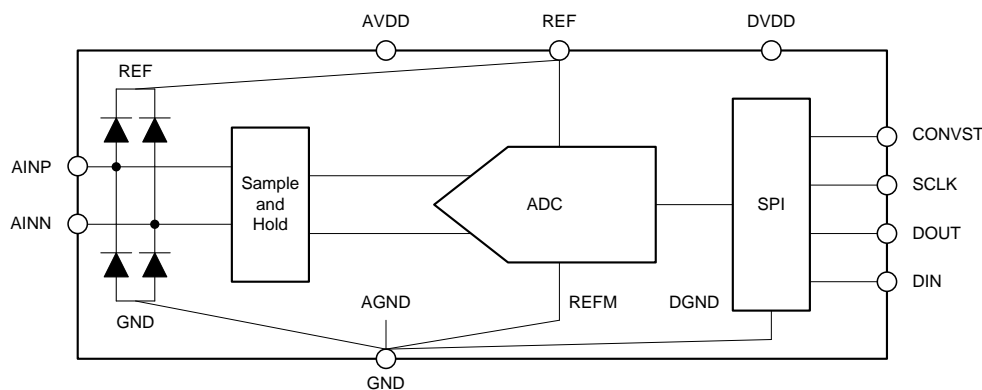 AVDD
REF
DVDD
REF
CONVST
AINP
Sample
and
Hold
ADC
SPI
SCLK
AINN
DOUT
DIN
AGND
REFM
DGND
GND
GND